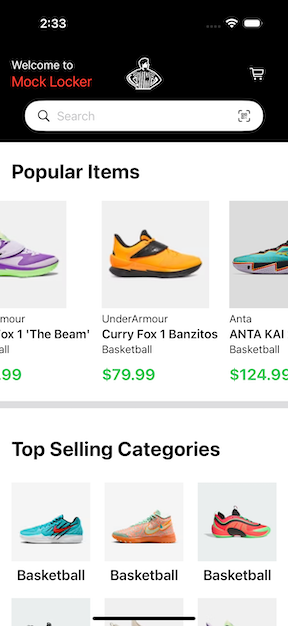 2:33
Welcome to
Mock Locker
Search
Popular Items
mour
UnderArmour
Anta
ox 1 'The Beam'
Curry Fox 1 Banzitos
ANTA KAI
all
Basketball
Basketball
.99
$79.99
$124.99
Top Selling Categories
Basketball
Basketball
Basketball